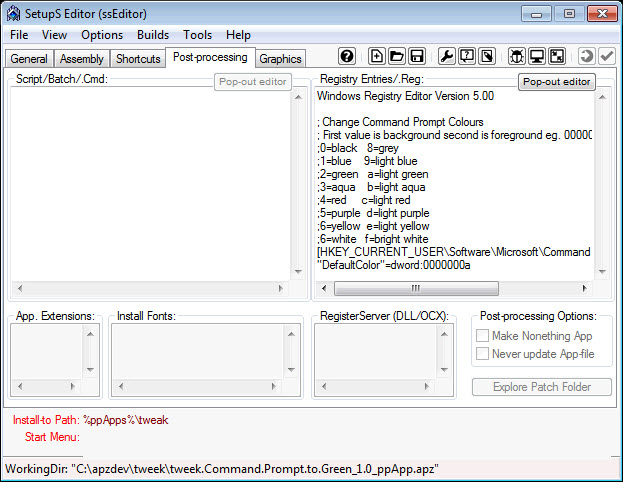 SetupS Editor (ssEditor)
File View Options Builds Tools Help
General Assembly Shortcuts Post-processing Graphics
Script/Batch/.Cmd: Pop-out editor
Registry Entries/.Reg: Pop-out editor
Windows Registry Editor Version 5.00
; Change Command Prompt Colours
; First value is background second is foreground eg. 00000
;0=black 8=grey
;1=blue 9=light blue
;2=green a=light green
;3=aqua b=light aqua
;4=red c=light red
;5=purple d=light purple
;6=yellow e=light yellow
;6=white f=bright white
[HKEY_CURRENT_USER\Software\Microsoft\Command
"DefaultColor"=dword:0000000a
App. Extensions:
Install Fonts:
RegisterServer (DLL/OCX):
Post-processing Options:
Make Nonething App
Never update App-file
Explore Patch Folder
Install-to Path: %ppApps%\tweak
Start Menu:
WorkingDir: "C:\apzdev\tweek\tweek.Command.Prompt.to.Green_1.0_ppApp.apz"